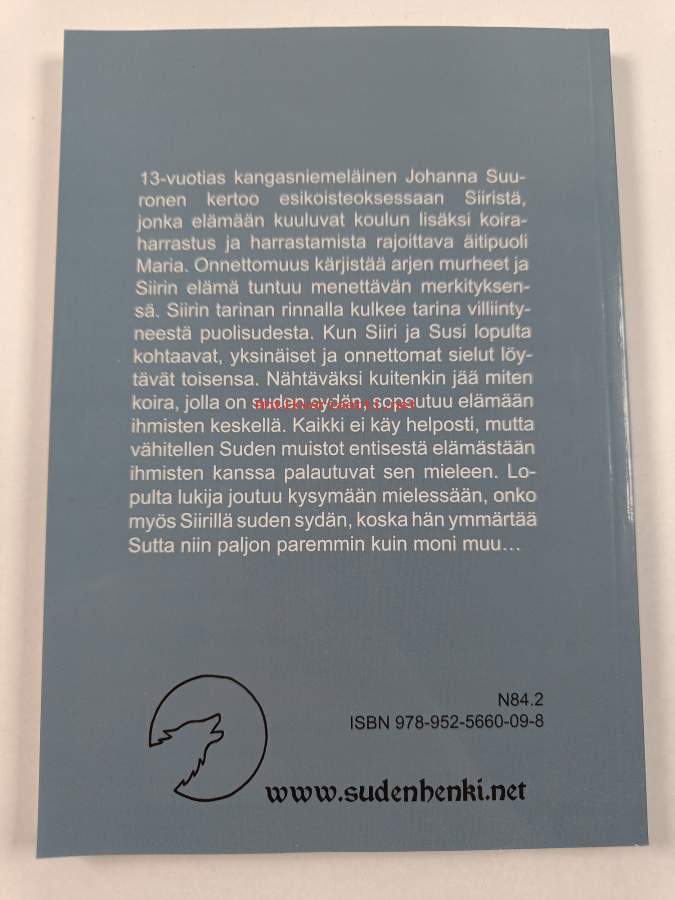 13-vuotias kangasniemeläinen Johanna Suu-
ronen kertoo esikoisteoksessaan Siiristä,
jonka elämään kuuluvat koulun lisäksi koira-
harrastus ja harrastamista rajoittava äitipuoli
Maria. Onnettomuus kärjistää arjen murheet ja
Siirin elämä tuntuu menettävän merkityksen-
sä. Siirin tarinan rinnalla kulkee tarina villiinty-
neestä puolisudesta. Kun Siiri ja Susi lopulta
kohtaavat, yksinäiset ja onnettomat sielut löy-
tävät toisensa. Nähtäväksi kuitenkin jää miten
koira, jolla on suden sydän, sopeutuu elämään
ihmisten keskellä. Kaikki ei käy helposti, mutta
vähitellen Suden muistot entisestä elämästään
ihmisten kanssa palautuvat sen mieleen. Lo-
pulta lukija joutuu kysymään mielessään, onko
myös Siirillä suden sydän, koska hän ymmärtää
Sutta niin paljon paremmin kuin moni muu...
N84.2
ISBN 978-952-5660-09-8
www.sudenhenki.net